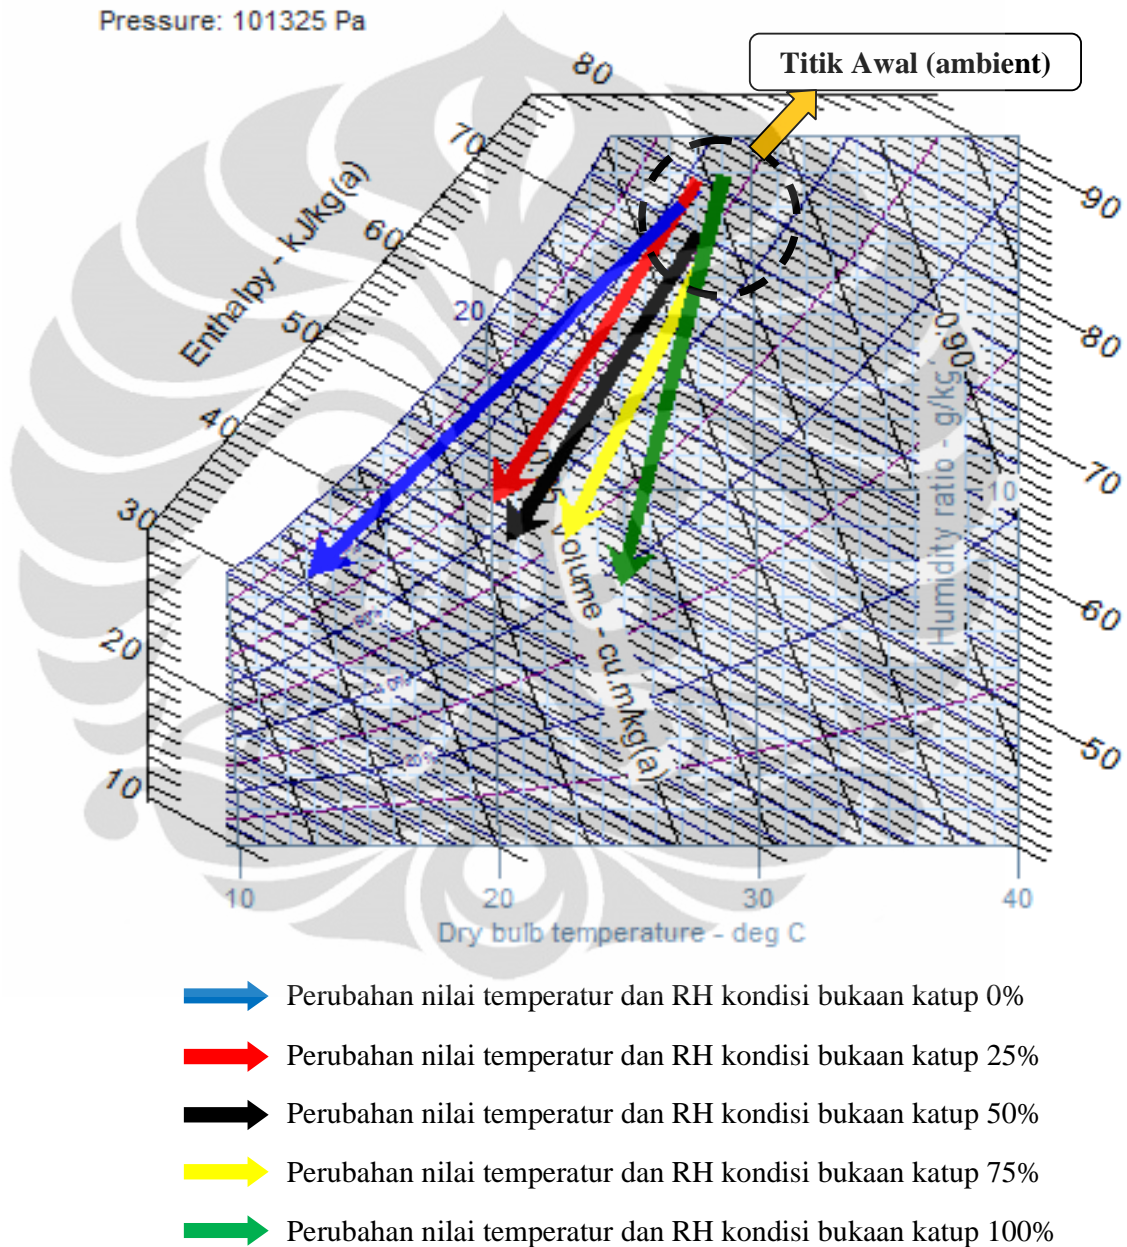 Pressure: 101325 Pa
Titik Awal (ambient)
80
70
60
50
40
30
20
10
Enthalpy - kJ/kg(a)
90
80
70
60
50
20
10
0.90
Humidity ratio - g/kg
volume - cu.m/kg(a)
40%
20%
10
20
30
40
Dry bulb temperature - deg C
Perubahan nilai temperatur dan RH kondisi bukaan katup 0%
Perubahan nilai temperatur dan RH kondisi bukaan katup 25%
Perubahan nilai temperatur dan RH kondisi bukaan katup 50%
Perubahan nilai temperatur dan RH kondisi bukaan katup 75%
Perubahan nilai temperatur dan RH kondisi bukaan katup 100%